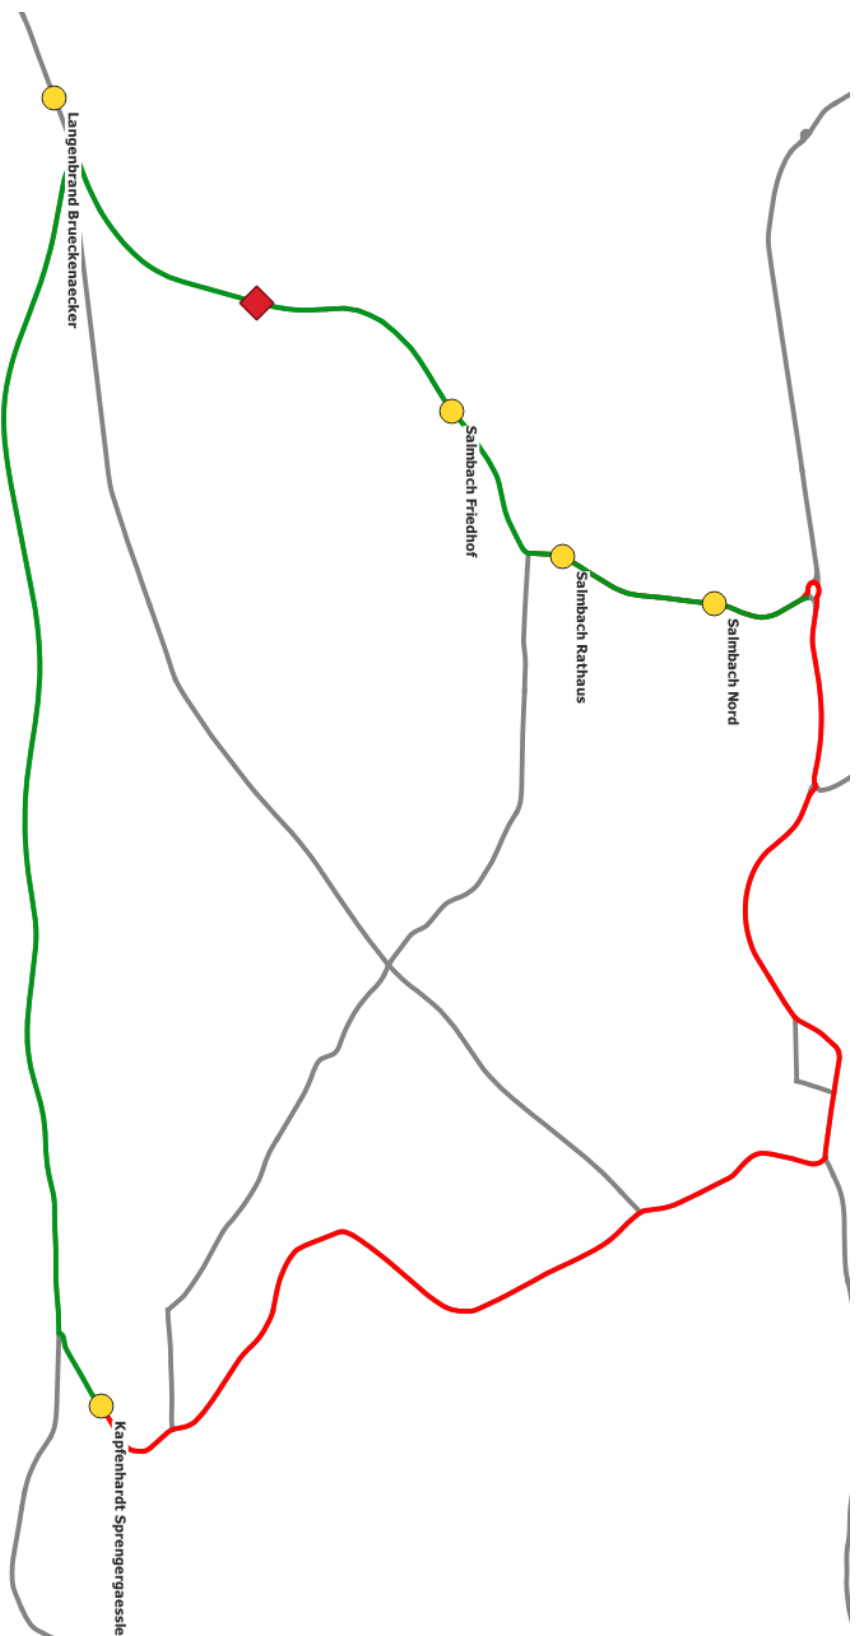 Langenbrand Brueckenaecker
Salmbach Friedhof
Salmbach Rathaus
Salmbach Nord
Kapfenhardt Sprengergaessle